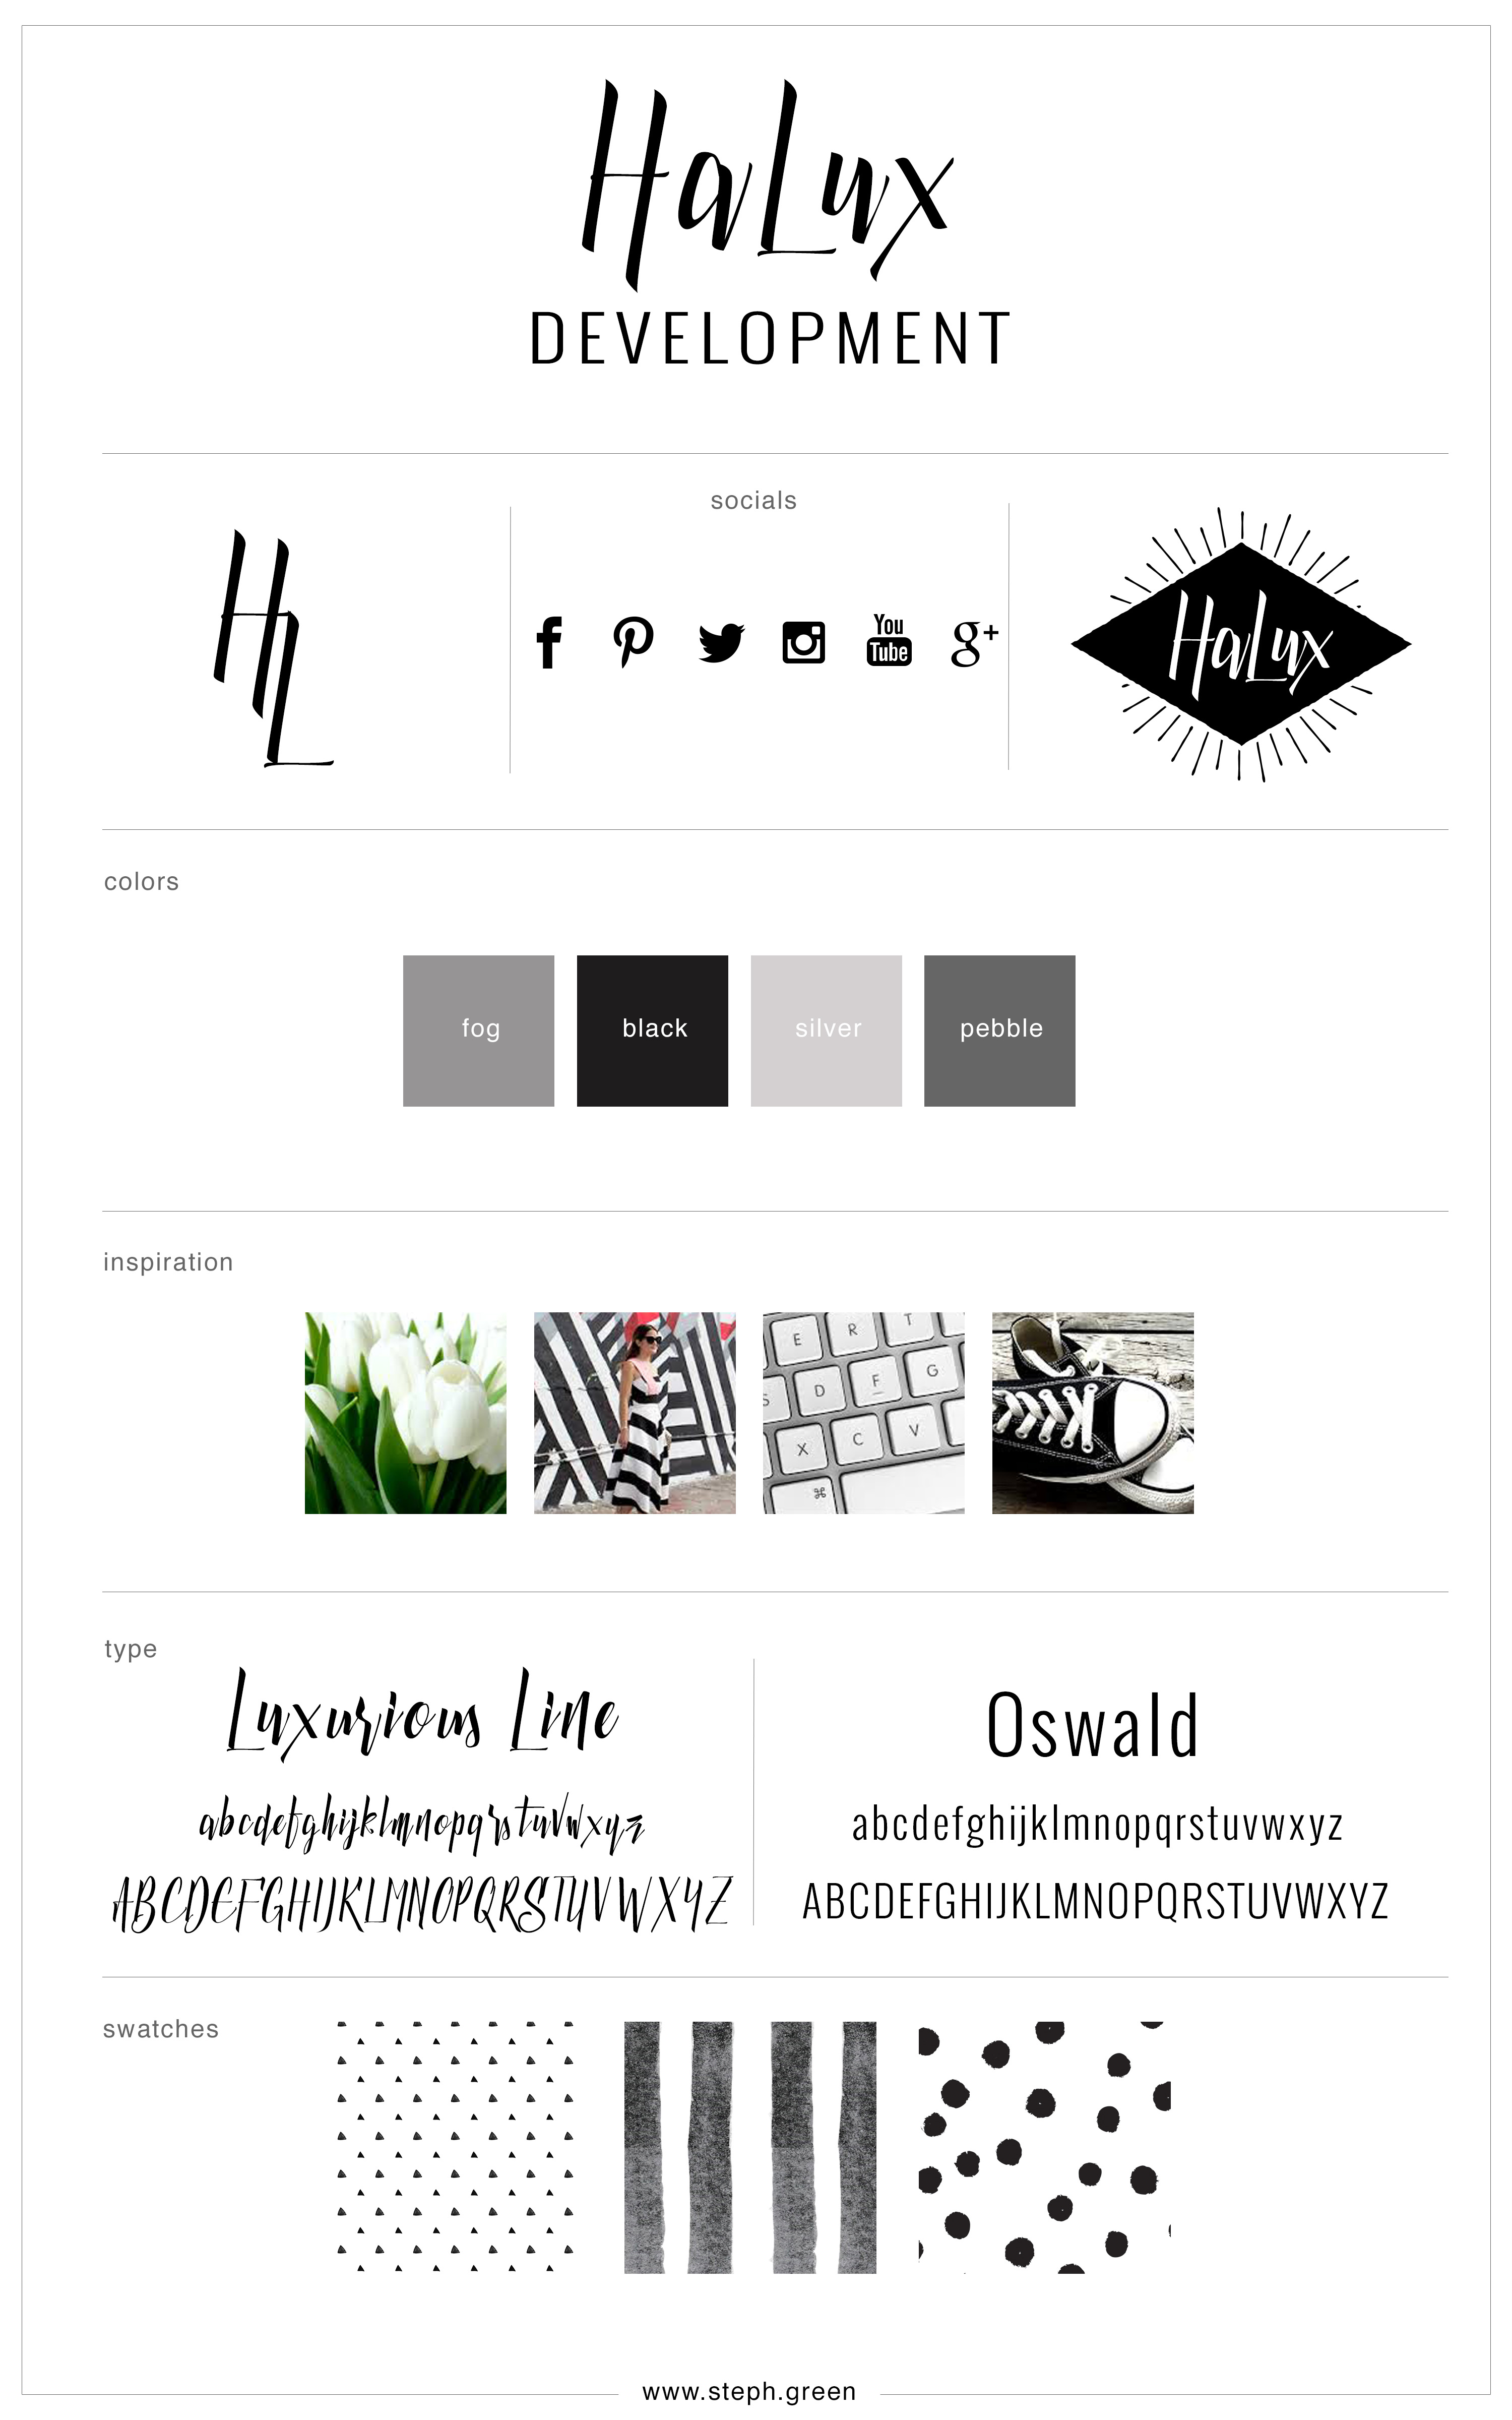 HaLux
DEVELOPMENT
socials
HL
You
Tube
g+
HaLux
colors
fog
black
silver
pebble
inspiration
E R T
S D F G
X C V
⌘
type
Luxurious Line
abcdefghijklmnopqrstuvwxyz
ABCDEFGHIJKLMNOPQRSTUVWXYZ
Oswald
abcdefghijklmnopqrstuvwxyz
ABCDEFGHIJKLMNOPQRSTUVWXYZ
swatches
www.steph.green